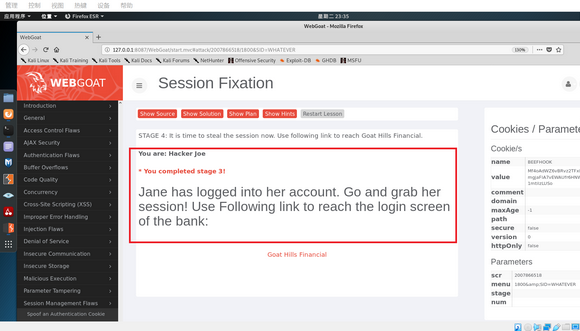 管理 控制 视图 热键 设备 帮助
应用程序 位置 Firefox ESR 星期二 23:35
WebGoat - Mozilla Firefox
WebGoat
127.0.0.1:8087/WebGoat/start.mvc#attack/2007866518/1800&SID=WHATEVER
150%
Kali Linux Kali Training Kali Tools Kali Docs Kali Forums NetHunter Offensive Security Exploit-DB GHDB MSFU
WEBGOAT
Session Fixation
Introduction
General
Access Control Flaws
AJAX Security
Authentication Flaws
Buffer Overflows
Code Quality
Concurrency
Cross-Site Scripting (XSS)
Improper Error Handling
Injection Flaws
Denial of Service
Insecure Communication
Insecure Storage
Malicious Execution
Parameter Tampering
Session Management Flaws
Spoof an Authentication Cookie
Show Source Show Solution Show Plan Show Hints Restart Lesson
STAGE 4: It is time to steal the session now. Use following link to reach Goat Hills Financial.
You are: Hacker Joe
* You completed stage 3!
Jane has logged into her account. Go and grab her
session! Use Following link to reach the login screen
of the bank:
Goat Hills Financial
Cookies / Paramete
Cookie/s
name BEEFHOOK
value
comment
domain
maxAge -1
path
secure false
version 0
httpOnly false
Parameters
scr 2007866518
menu 1800&amp;SID=WHATEVER
stage
num